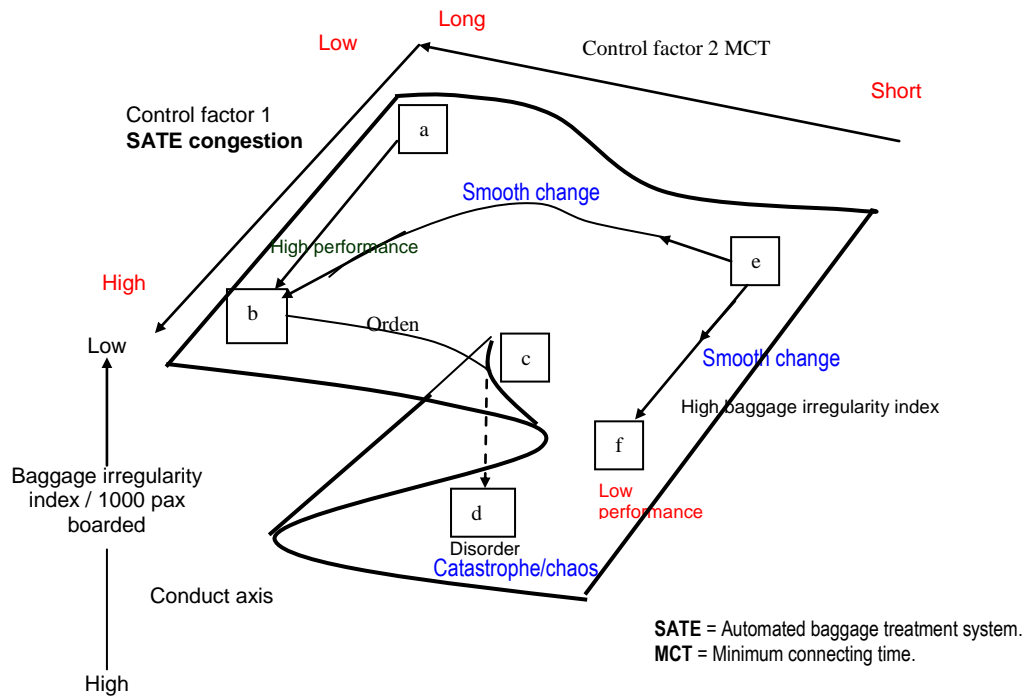 Long
Low
Control factor 2 MCT
Short
Control factor 1
SATE congestion
a
Smooth change
High performance
e
High
b
Orden
Low
c
Smooth change
High baggage irregularity index
f
Baggage irregularity
index / 1000 pax
boarded
Low
performance
d
Disorder
Catastrophe/chaos
Conduct axis
SATE = Automated baggage treatment system.
MCT = Minimum connecting time.
High